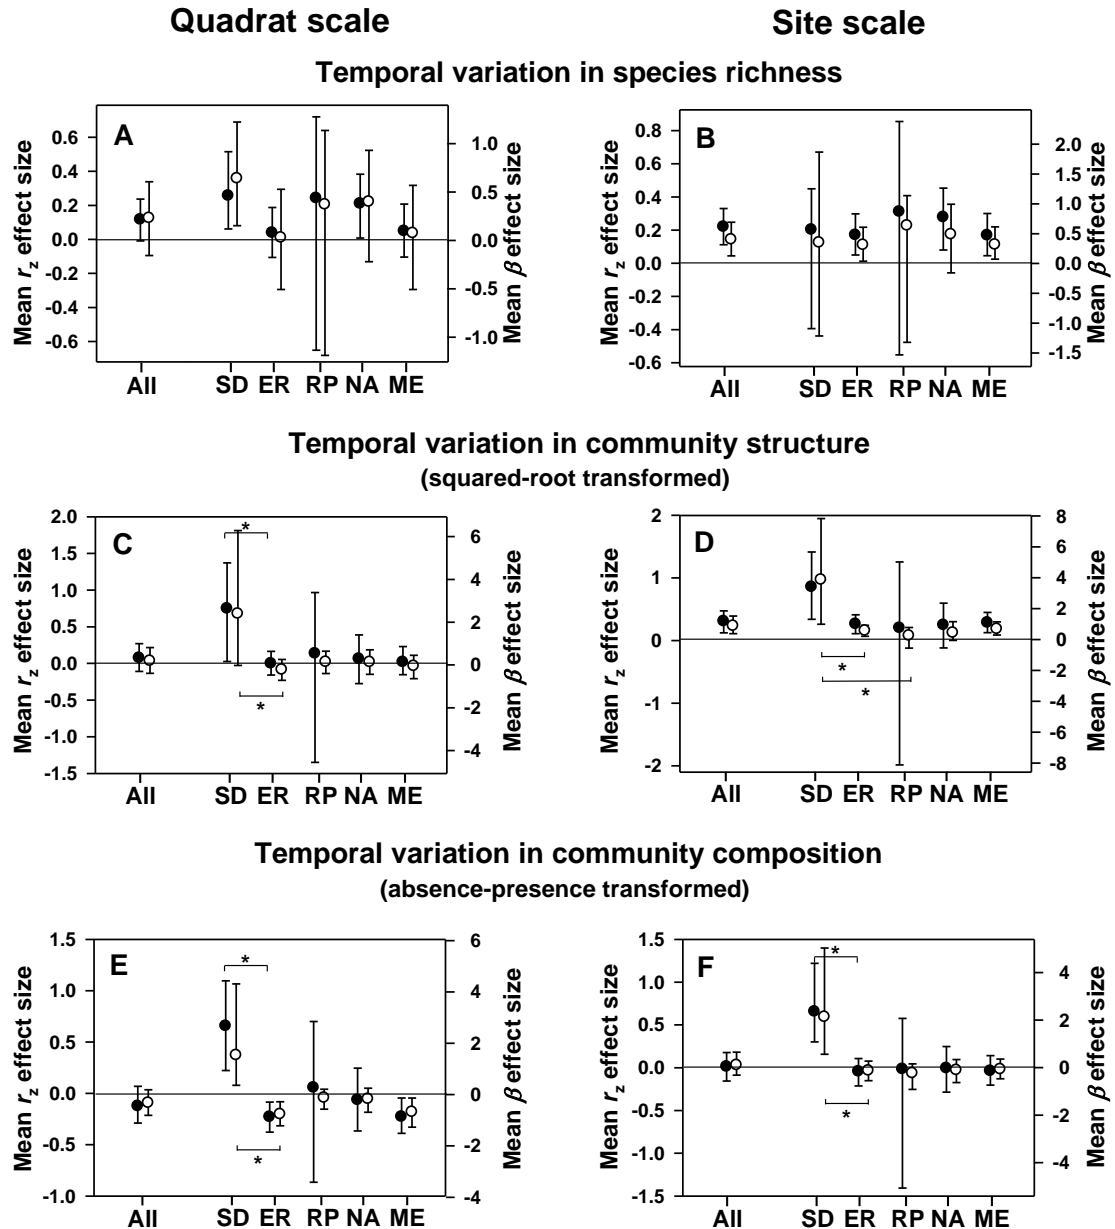 Quadrat scale Site scale
Temporal variation in species richness
A
Mean r_z effect size
0.6
0.4
0.2
0.0
-0.2
-0.4
-0.6
1.0
0.5
0.0
-0.5
-1.0
Mean β effect size
All SD ER RP NA ME
B
Mean r_z effect size
0.8
0.6
0.4
0.2
0.0
-0.2
-0.4
-0.6
2.0
1.5
1.0
0.5
0.0
-0.5
-1.0
-1.5
Mean β effect size
All SD ER RP NA ME
Temporal variation in community structure
(squared-root transformed)
C
Mean r_z effect size
2.0
1.5
1.0
0.5
0.0
-0.5
-1.0
-1.5
6
4
2
0
-2
-4
Mean β effect size
*
*
All SD ER RP NA ME
D
Mean r_z effect size
2
1
0
-1
-2
8
6
4
2
0
-2
-4
-6
-8
Mean β effect size
*
*
All SD ER RP NA ME
Temporal variation in community composition
(absence-presence transformed)
E
Mean r_z effect size
1.5
1.0
0.5
0.0
-0.5
-1.0
6
4
2
0
-2
-4
Mean β effect size
*
*
All SD ER RP NA ME
F
Mean r_z effect size
1.5
1.0
0.5
0.0
-0.5
-1.0
-1.5
4
2
0
-2
-4
Mean β effect size
*
*
All SD ER RP NA ME